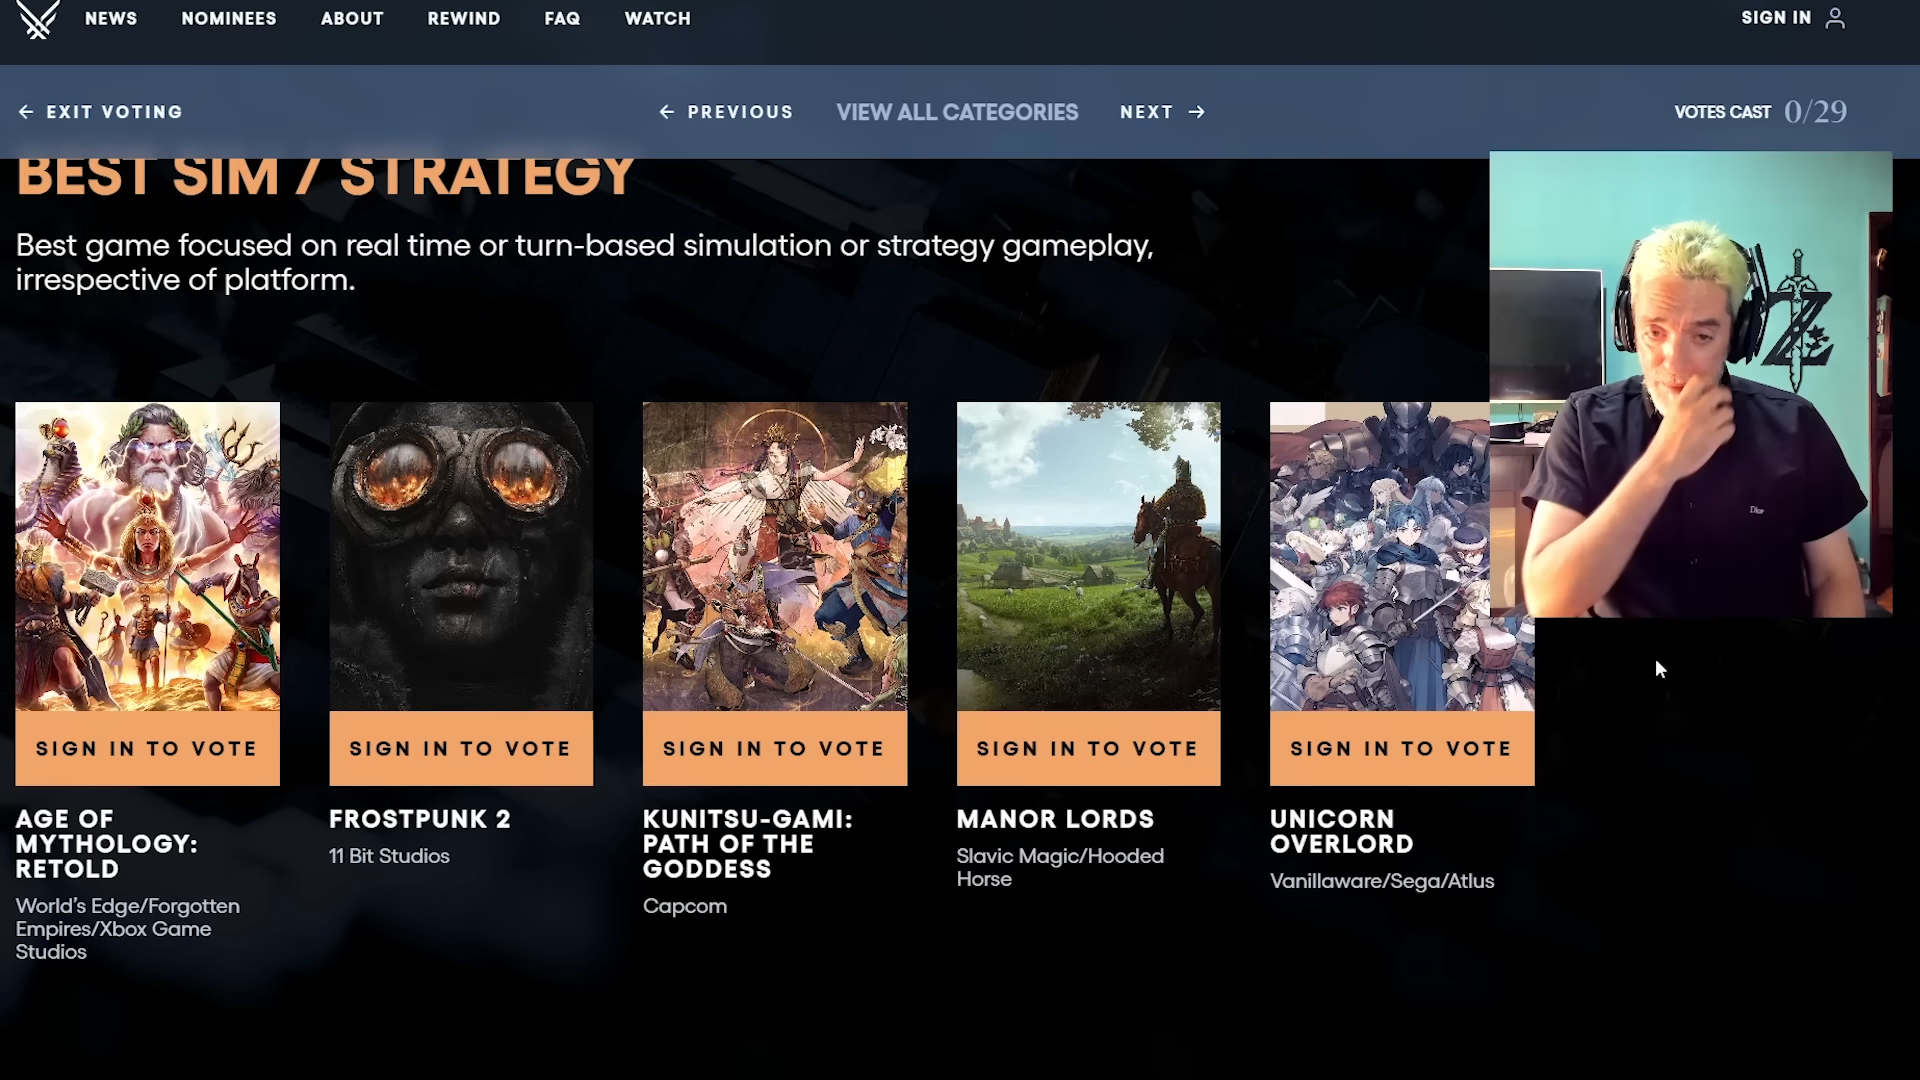 NEWS NOMINEES ABOUT REWIND FAQ WATCH SIGN IN
EXIT VOTING PREVIOUS VIEW ALL CATEGORIES NEXT VOTES CAST 0/29
BEST SIM / STRATEGY
Best game focused on real time or turn-based simulation or strategy gameplay,
irrespective of platform.
Z
Dior
SIGN IN TO VOTE SIGN IN TO VOTE SIGN IN TO VOTE SIGN IN TO VOTE SIGN IN TO VOTE
AGE OF
MYTHOLOGY:
RETOLD
World's Edge/Forgotten
Empires/Xbox Game
Studios
FROSTPUNK 2
11 Bit Studios
KUNITSU-GAMI:
PATH OF THE
GODDESS
Capcom
MANOR LORDS
Slavic Magic/Hooded
Horse
UNICORN
OVERLORD
Vanillaware/Sega/Atlus